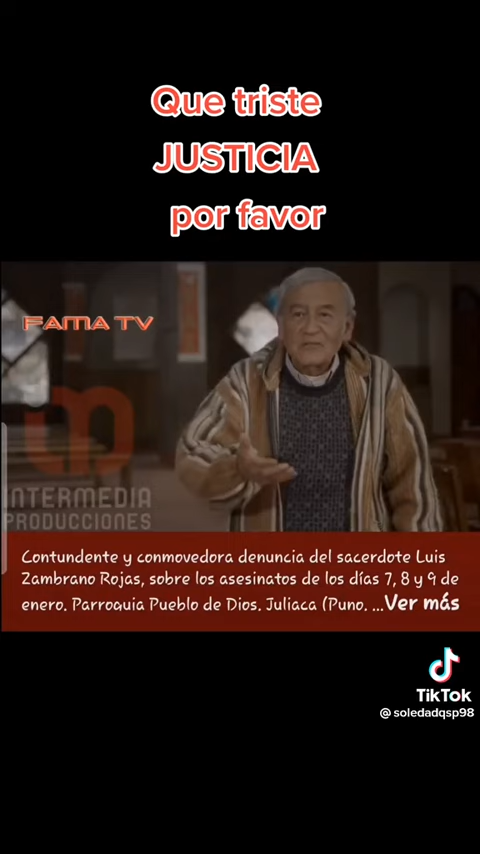 Que triste
JUSTICIA
por favor
FAMA TV
INTERMEDIA
PRODUCCIONES
Contundente y conmovedora denuncia del sacerdote Luis
Zambrano Rojas, sobre los asesinatos de los días 7, 8 y 9 de
enero. Parroquia Pueblo de Dios. Juliaca (Puno. ...Ver más
TikTok
@soledadqsp98